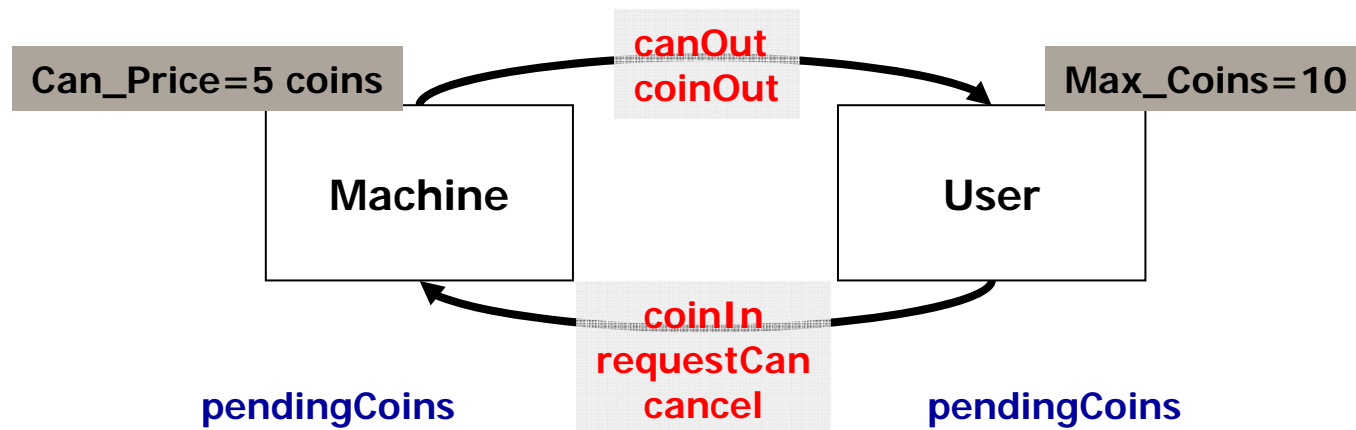 canOut
coinOut
Can_Price=5 coins
Max_Coins=10
Machine
User
coinIn
requestCan
cancel
pendingCoins
pendingCoins